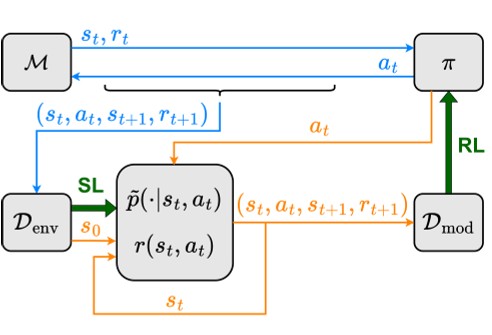 s_t, r_t
ℳ
a_t
π
(s_t, a_t, s_{t+1}, r_{t+1})
a_t
RL
SL
𝒟_env
s_0
p̃(·|s_t, a_t)
r(s_t, a_t)
(s_t, a_t, s_{t+1}, r_{t+1})
𝒟_mod
s_t